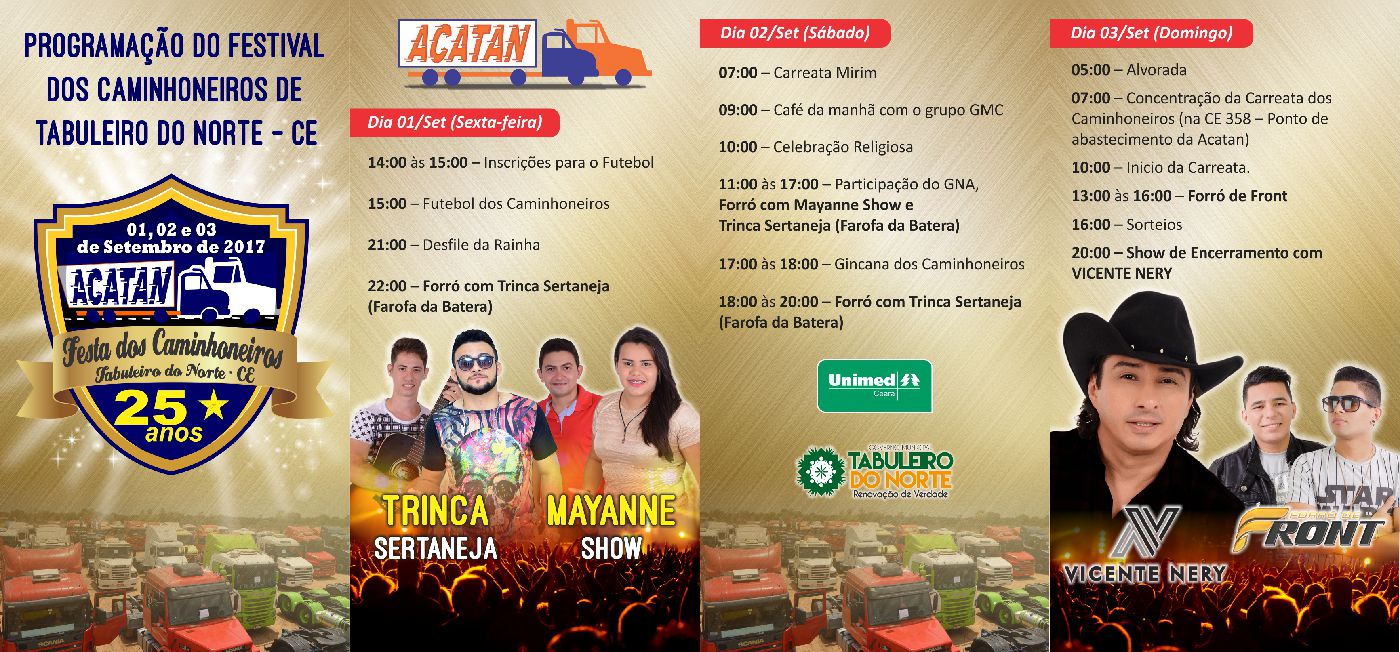 PROGRAMAÇÃO DO FESTIVAL
DOS CAMINHONEIROS DE
TABULEIRO DO NORTE - CE
01, 02 e 03
de Setembro de 2017
ACATAN
Festa dos Caminhoneiros
Tabuleiro do Norte - CE
25
anos
ACATAN
Dia 01/Set (Sexta-feira)
14:00 às 15:00 – Inscrições para o Futebol
15:00 – Futebol dos Caminhoneiros
21:00 – Desfile da Rainha
22:00 – Forró com Trinca Sertaneja
(Farofa da Batera)
TRINCA
SERTANEJA
MAYANNE
SHOW
Dia 02/Set (Sábado)
07:00 – Carreata Mirim
09:00 – Café da manhã com o grupo GMC
10:00 – Celebração Religiosa
11:00 às 17:00 – Participação do GNA,
Forró com Mayanne Show e
Trinca Sertaneja (Farofa da Batera)
17:00 às 18:00 – Gincana dos Caminhoneiros
18:00 às 20:00 – Forró com Trinca Sertaneja
(Farofa da Batera)
Unimed
Ceará
GOVERNO MUNICIPAL
TABULEIRO
DO NORTE
Renovação de Verdade
Dia 03/Set (Domingo)
05:00 – Alvorada
07:00 – Concentração da Carreata dos
Caminhoneiros (na CE 358 – Ponto de
abastecimento da Acatan)
10:00 – Inicio da Carreata.
13:00 às 16:00 – Forró de Front
16:00 – Sorteios
20:00 – Show de Encerramento com
VICENTE NERY
STAR
VICENTE NERY
FORRÓ DE
FRONT